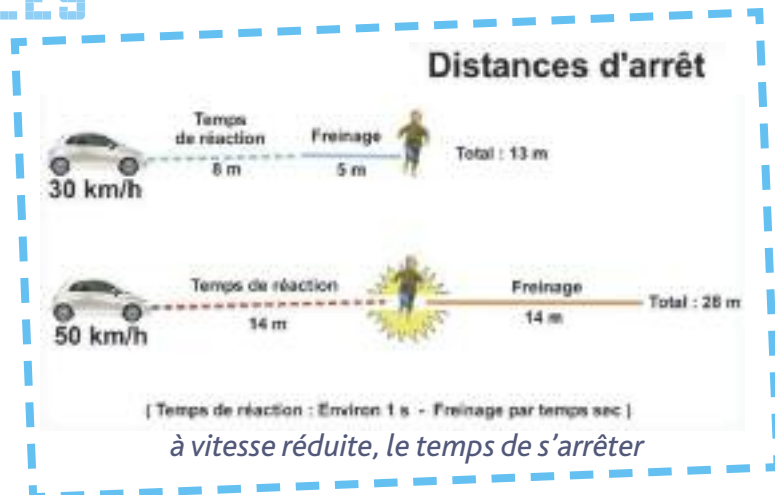 Distances d'arrêt
Temps
de réaction
Freinage
8 m
5 m
Total : 13 m
30 km/h
Temps de réaction
Freinage
14 m
14 m
Total : 28 m
50 km/h
( Temps de réaction : Environ 1 s - Freinage par temps sec )
à vitesse réduite, le temps de s'arrêter